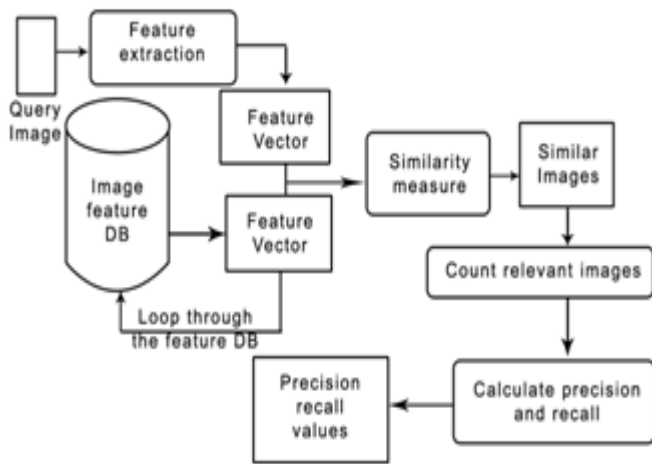 Feature
extraction
Query
Image
Feature
Vector
Image
feature
DB
Feature
Vector
Similarity
measure
Similar
Images
Count relevant images
Loop through
the feature DB
Precision
recall
values
Calculate precision
and recall